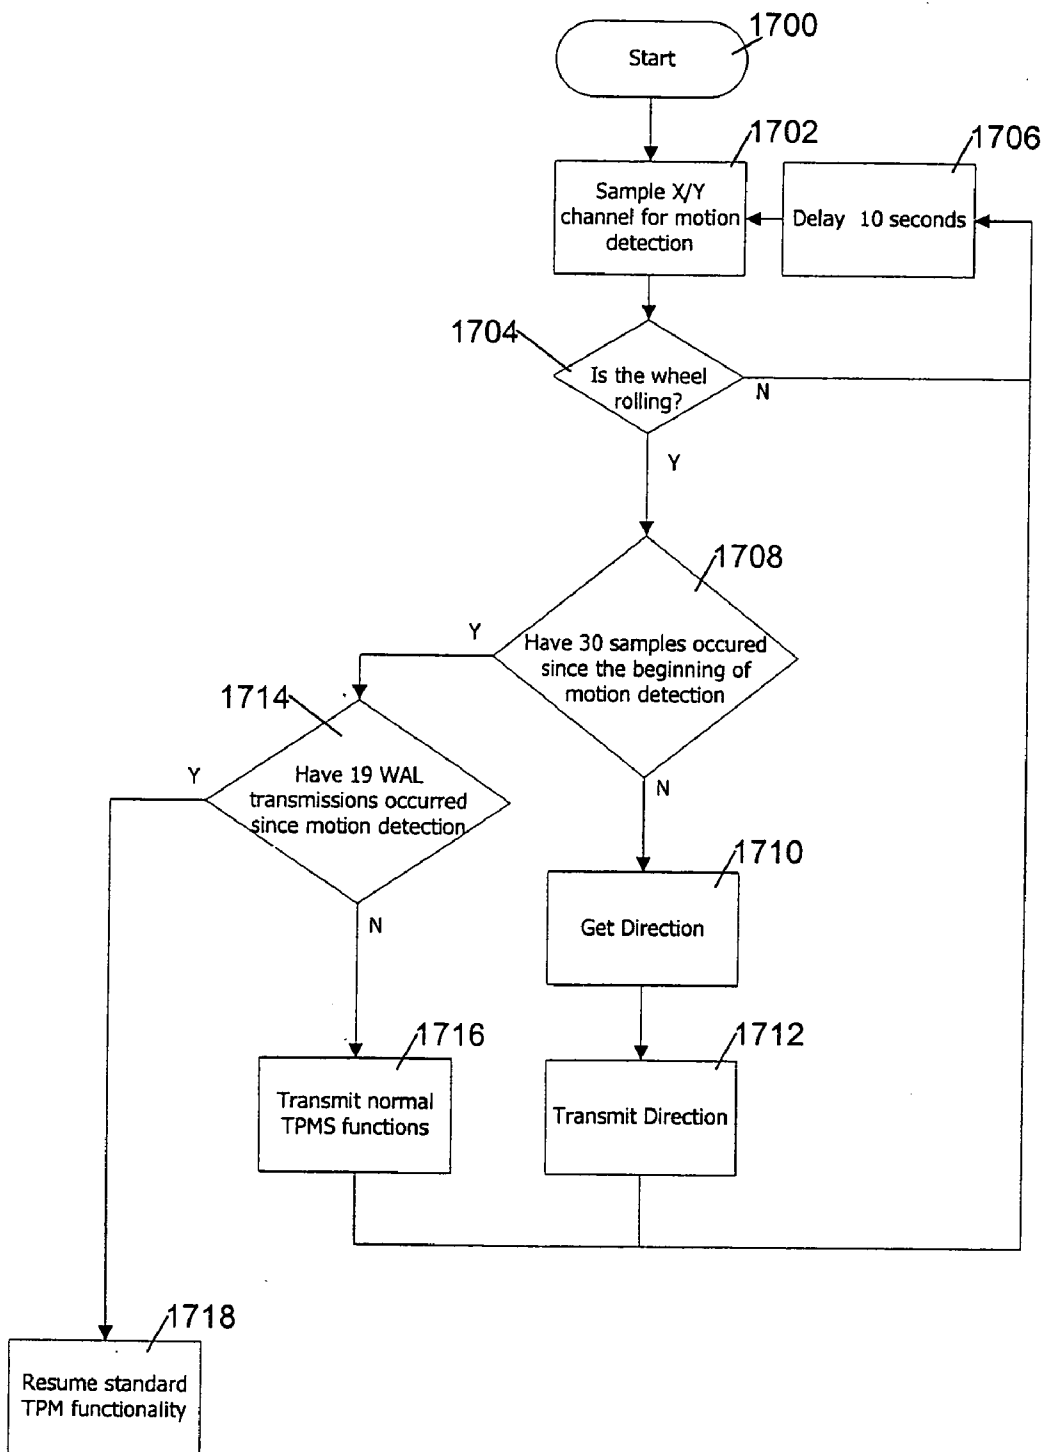 1700
Start
1702
1706
Sample X/Y
channel for motion
detection
Delay 10 seconds
1704
Is the wheel
rolling?
N
Y
1708
Y
Have 30 samples occured
since the beginning of
motion detection
1714
Y
Have 19 WAL
transmissions occurred
since motion detection
N
1710
N
Get Direction
1716
1712
Transmit normal
TPMS functions
Transmit Direction
1718
Resume standard
TPM functionality